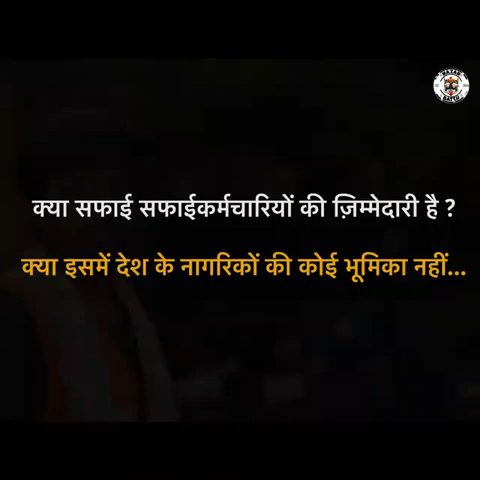 क्या सफाई सफाईकर्मचारियों की ज़िम्मेदारी है ?
क्या इसमें देश के नागरिकों की कोई भूमिका नहीं...